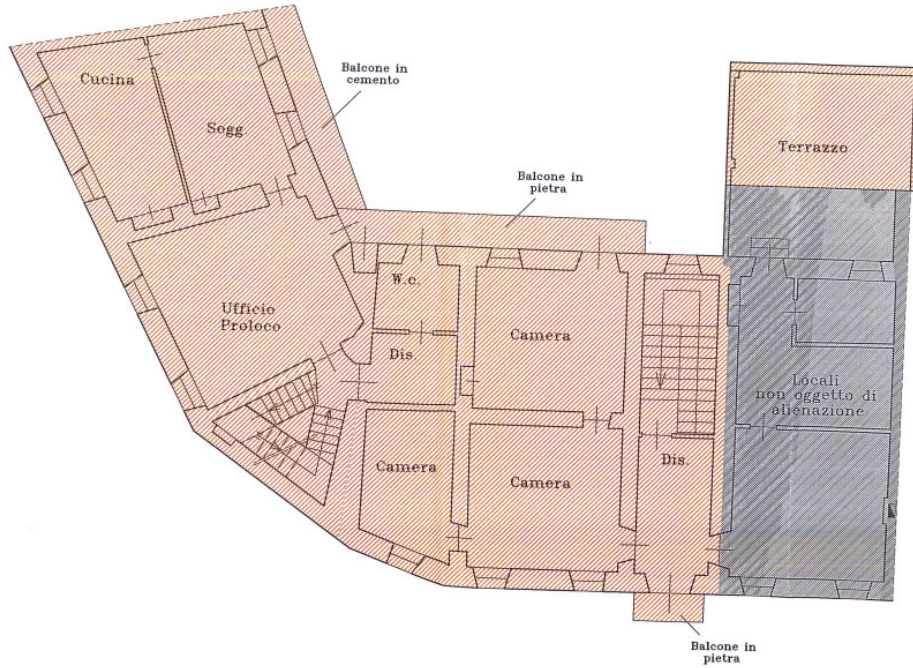 Cucina
Sogg
Balcone in
cemento
Balcone in
pietra
Terrazzo
W.c.
Ufficio
Proloco
Camera
Dis.
Locali
non oggetto di
alienazione
Camera
Camera
Dis.
Balcone in
pietra